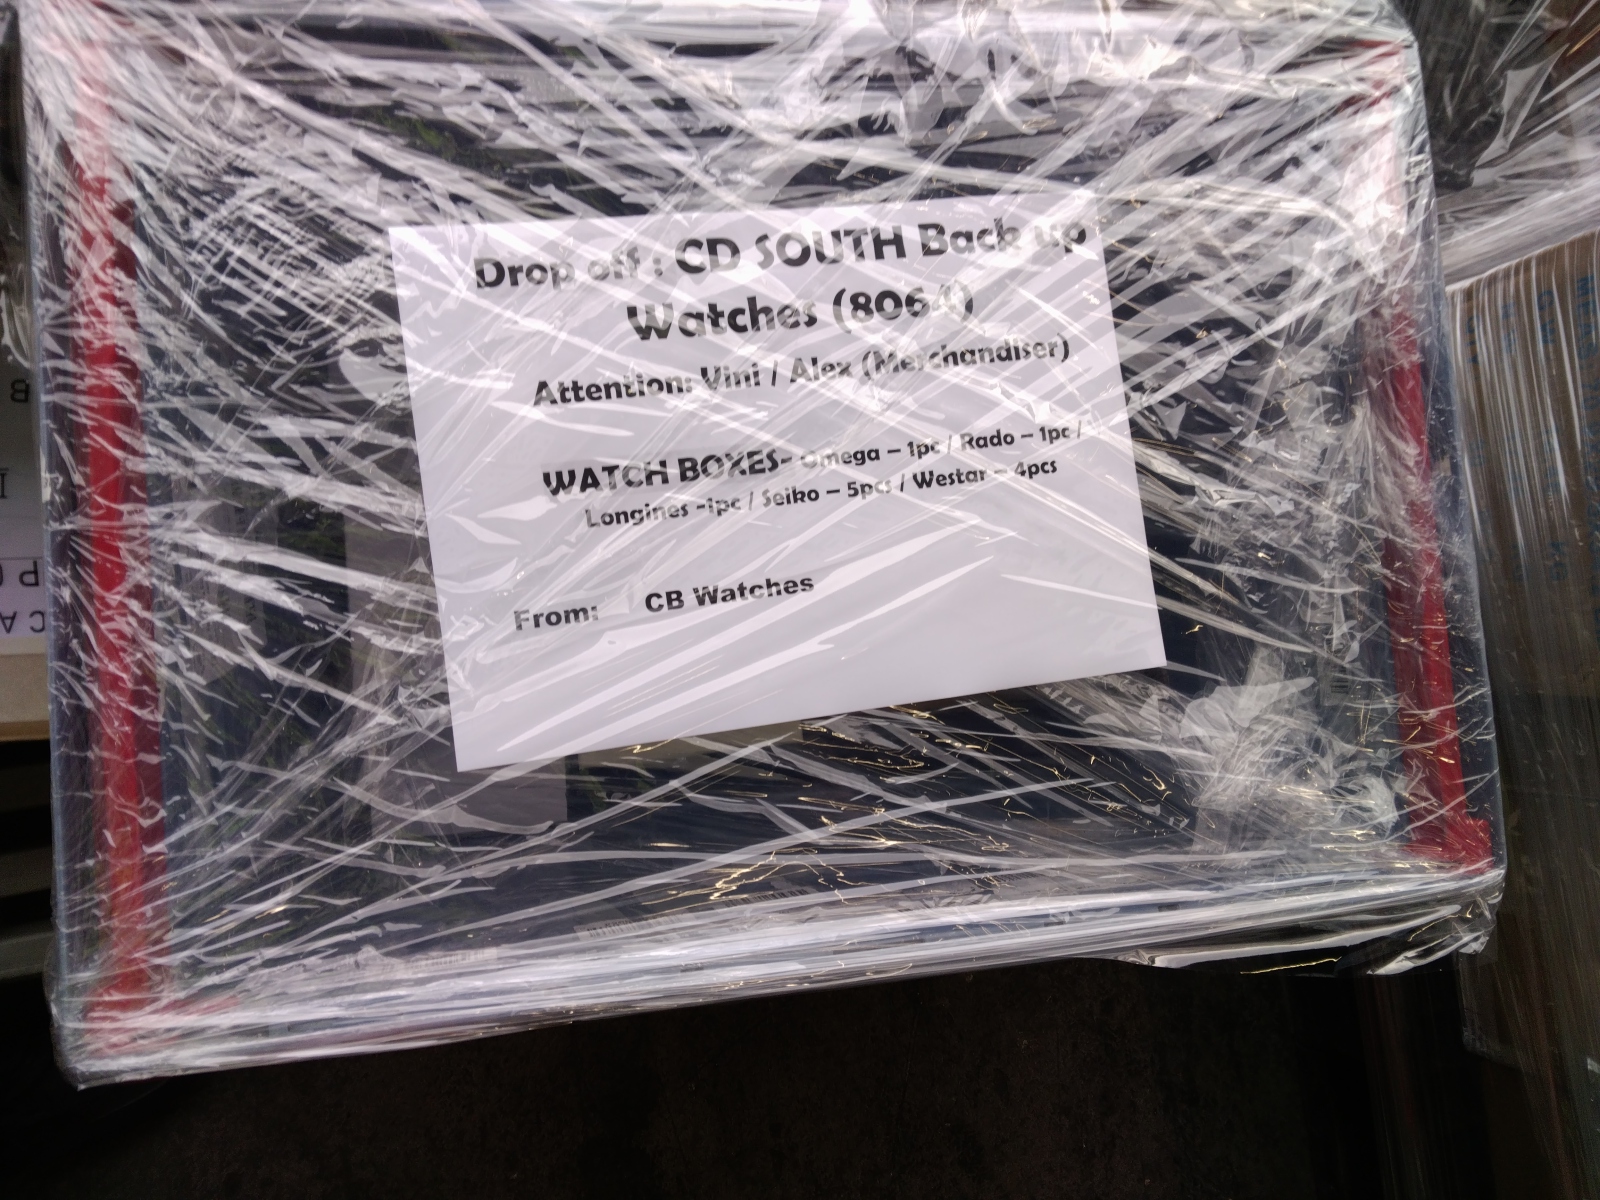 Drop off : CD SOUTH Back up
Watches (8064)
Attention: Vini / Alex (Merchandiser)
WATCH BOXES- Omega – 1pc / Rado – 1pc /
Longines -1pc / Seiko – 5pcs / Westar – 4pcs
From: CB Watches